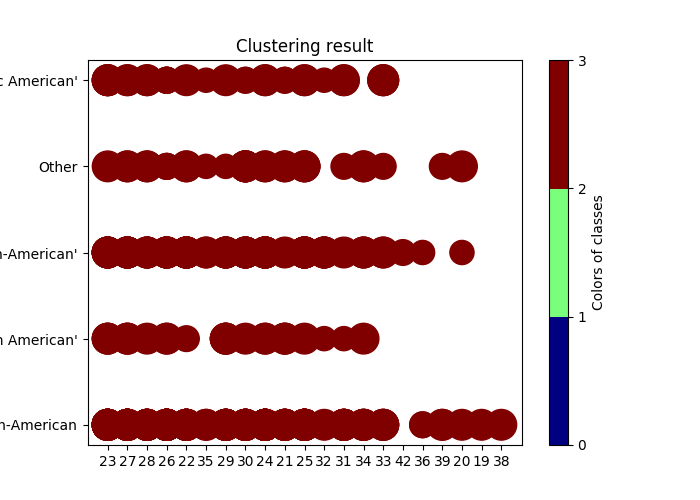 Clustering result
c American'
Other
n-American'
n American'
n-American
23 27 28 26 22 35 29 30 24 21 25 32 31 34 33 42 36 39 20 19 38
3
2
1
0
Colors of classes